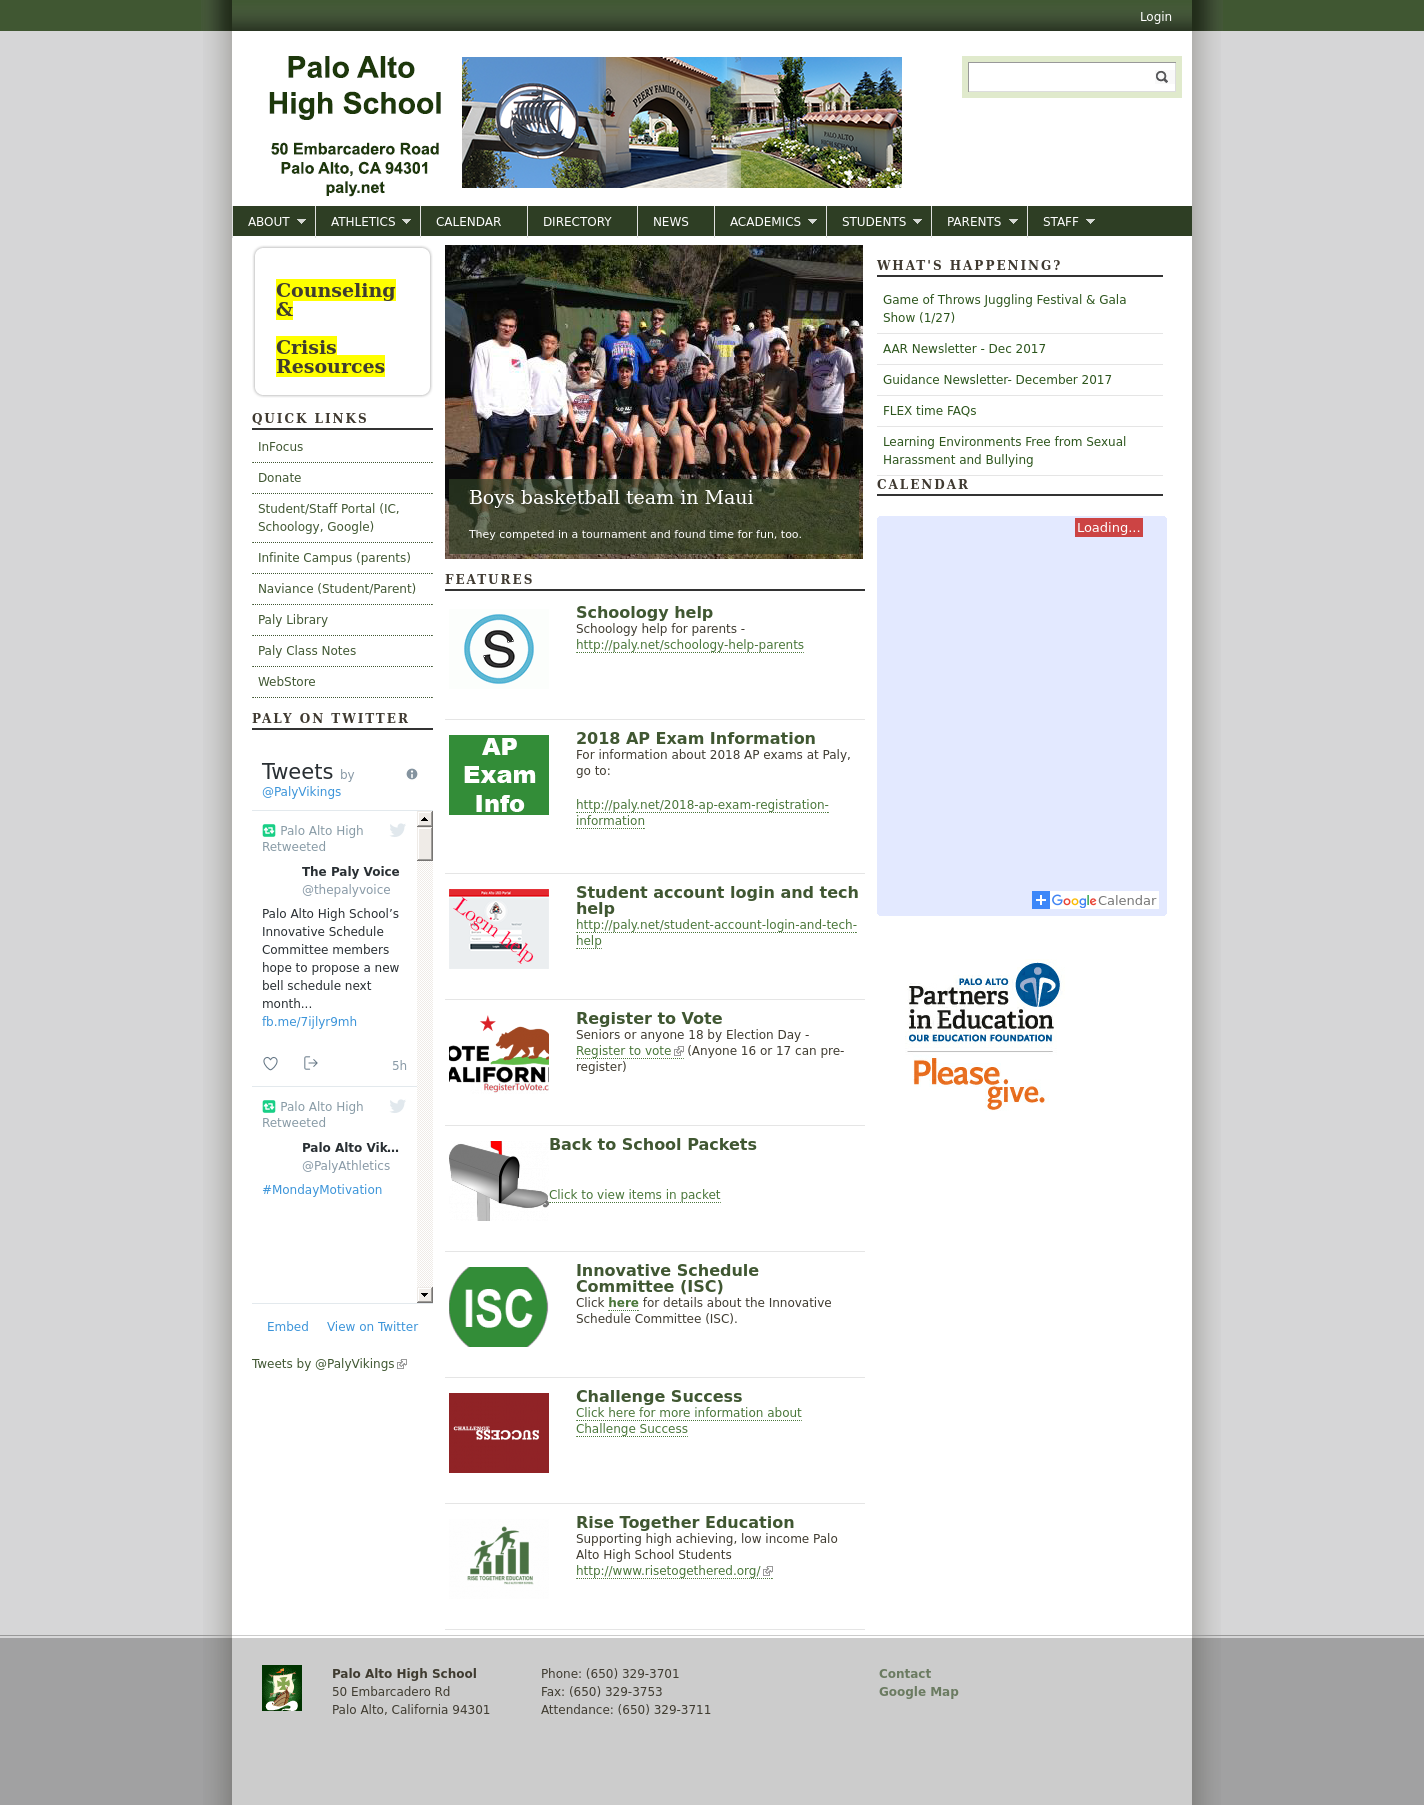 Login
Palo Alto
High School
50 Embarcadero Road
Palo Alto, CA 94301
paly.net
PEERY FAMILY CENTER
PALO ALTO
HIGH SCHOOL
ABOUT
ATHLETICS
CALENDAR
DIRECTORY
NEWS
ACADEMICS
STUDENTS
PARENTS
STAFF
Counseling
&
Crisis
Resources
QUICK LINKS
InFocus
Donate
Student/Staff Portal (IC,
Schoology, Google)
Infinite Campus (parents)
Naviance (Student/Parent)
Paly Library
Paly Class Notes
WebStore
PALY ON TWITTER
Tweets by
@PalyVikings
Palo Alto High
Retweeted
The Paly Voice
@thepalyvoice
Palo Alto High School’s
Innovative Schedule
Committee members
hope to propose a new
bell schedule next
month…
fb.me/7ijlyr9mh
5h
Palo Alto High
Retweeted
Palo Alto Vik…
@PalyAthletics
#MondayMotivation
Embed
View on Twitter
Tweets by @PalyVikings
Boys basketball team in Maui
They competed in a tournament and found time for fun, too.
FEATURES
S
Schoology help
Schoology help for parents -
http://paly.net/schoology-help-parents
AP
Exam
Info
2018 AP Exam Information
For information about 2018 AP exams at Paly,
go to:
http://paly.net/2018-ap-exam-registration-
information
Login help
Student account login and tech
help
http://paly.net/student-account-login-and-tech-
help
OTE
ALIFORNI
RegisterToVote.c
Register to Vote
Seniors or anyone 18 by Election Day -
Register to vote (Anyone 16 or 17 can pre-
register)
Back to School Packets
Click to view items in packet
ISC
Innovative Schedule
Committee (ISC)
Click here for details about the Innovative
Schedule Committee (ISC).
CHALLENGE
SUCCESS
Challenge Success
Click here for more information about
Challenge Success
RISE TOGETHER EDUCATION
Rise Together Education
Supporting high achieving, low income Palo
Alto High School Students
http://www.risetogethered.org/
WHAT'S HAPPENING?
Game of Throws Juggling Festival & Gala
Show (1/27)
AAR Newsletter - Dec 2017
Guidance Newsletter- December 2017
FLEX time FAQs
Learning Environments Free from Sexual
Harassment and Bullying
CALENDAR
Loading...
Google Calendar
PALO ALTO
Partners
in Education
OUR EDUCATION FOUNDATION
Please
give.
Palo Alto High School
50 Embarcadero Rd
Palo Alto, California 94301
Phone: (650) 329-3701
Fax: (650) 329-3753
Attendance: (650) 329-3711
Contact
Google Map